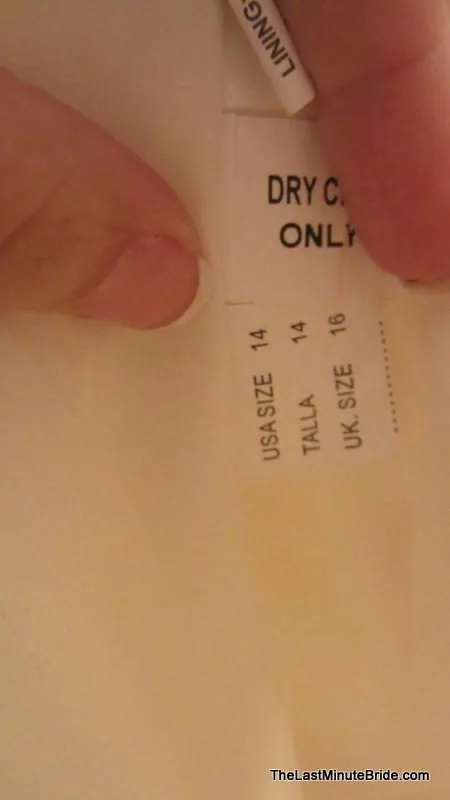 LINING
DRY C
ONLY
USA SIZE 14
TALLA 14
UK. SIZE 16
TheLastMinuteBride.com